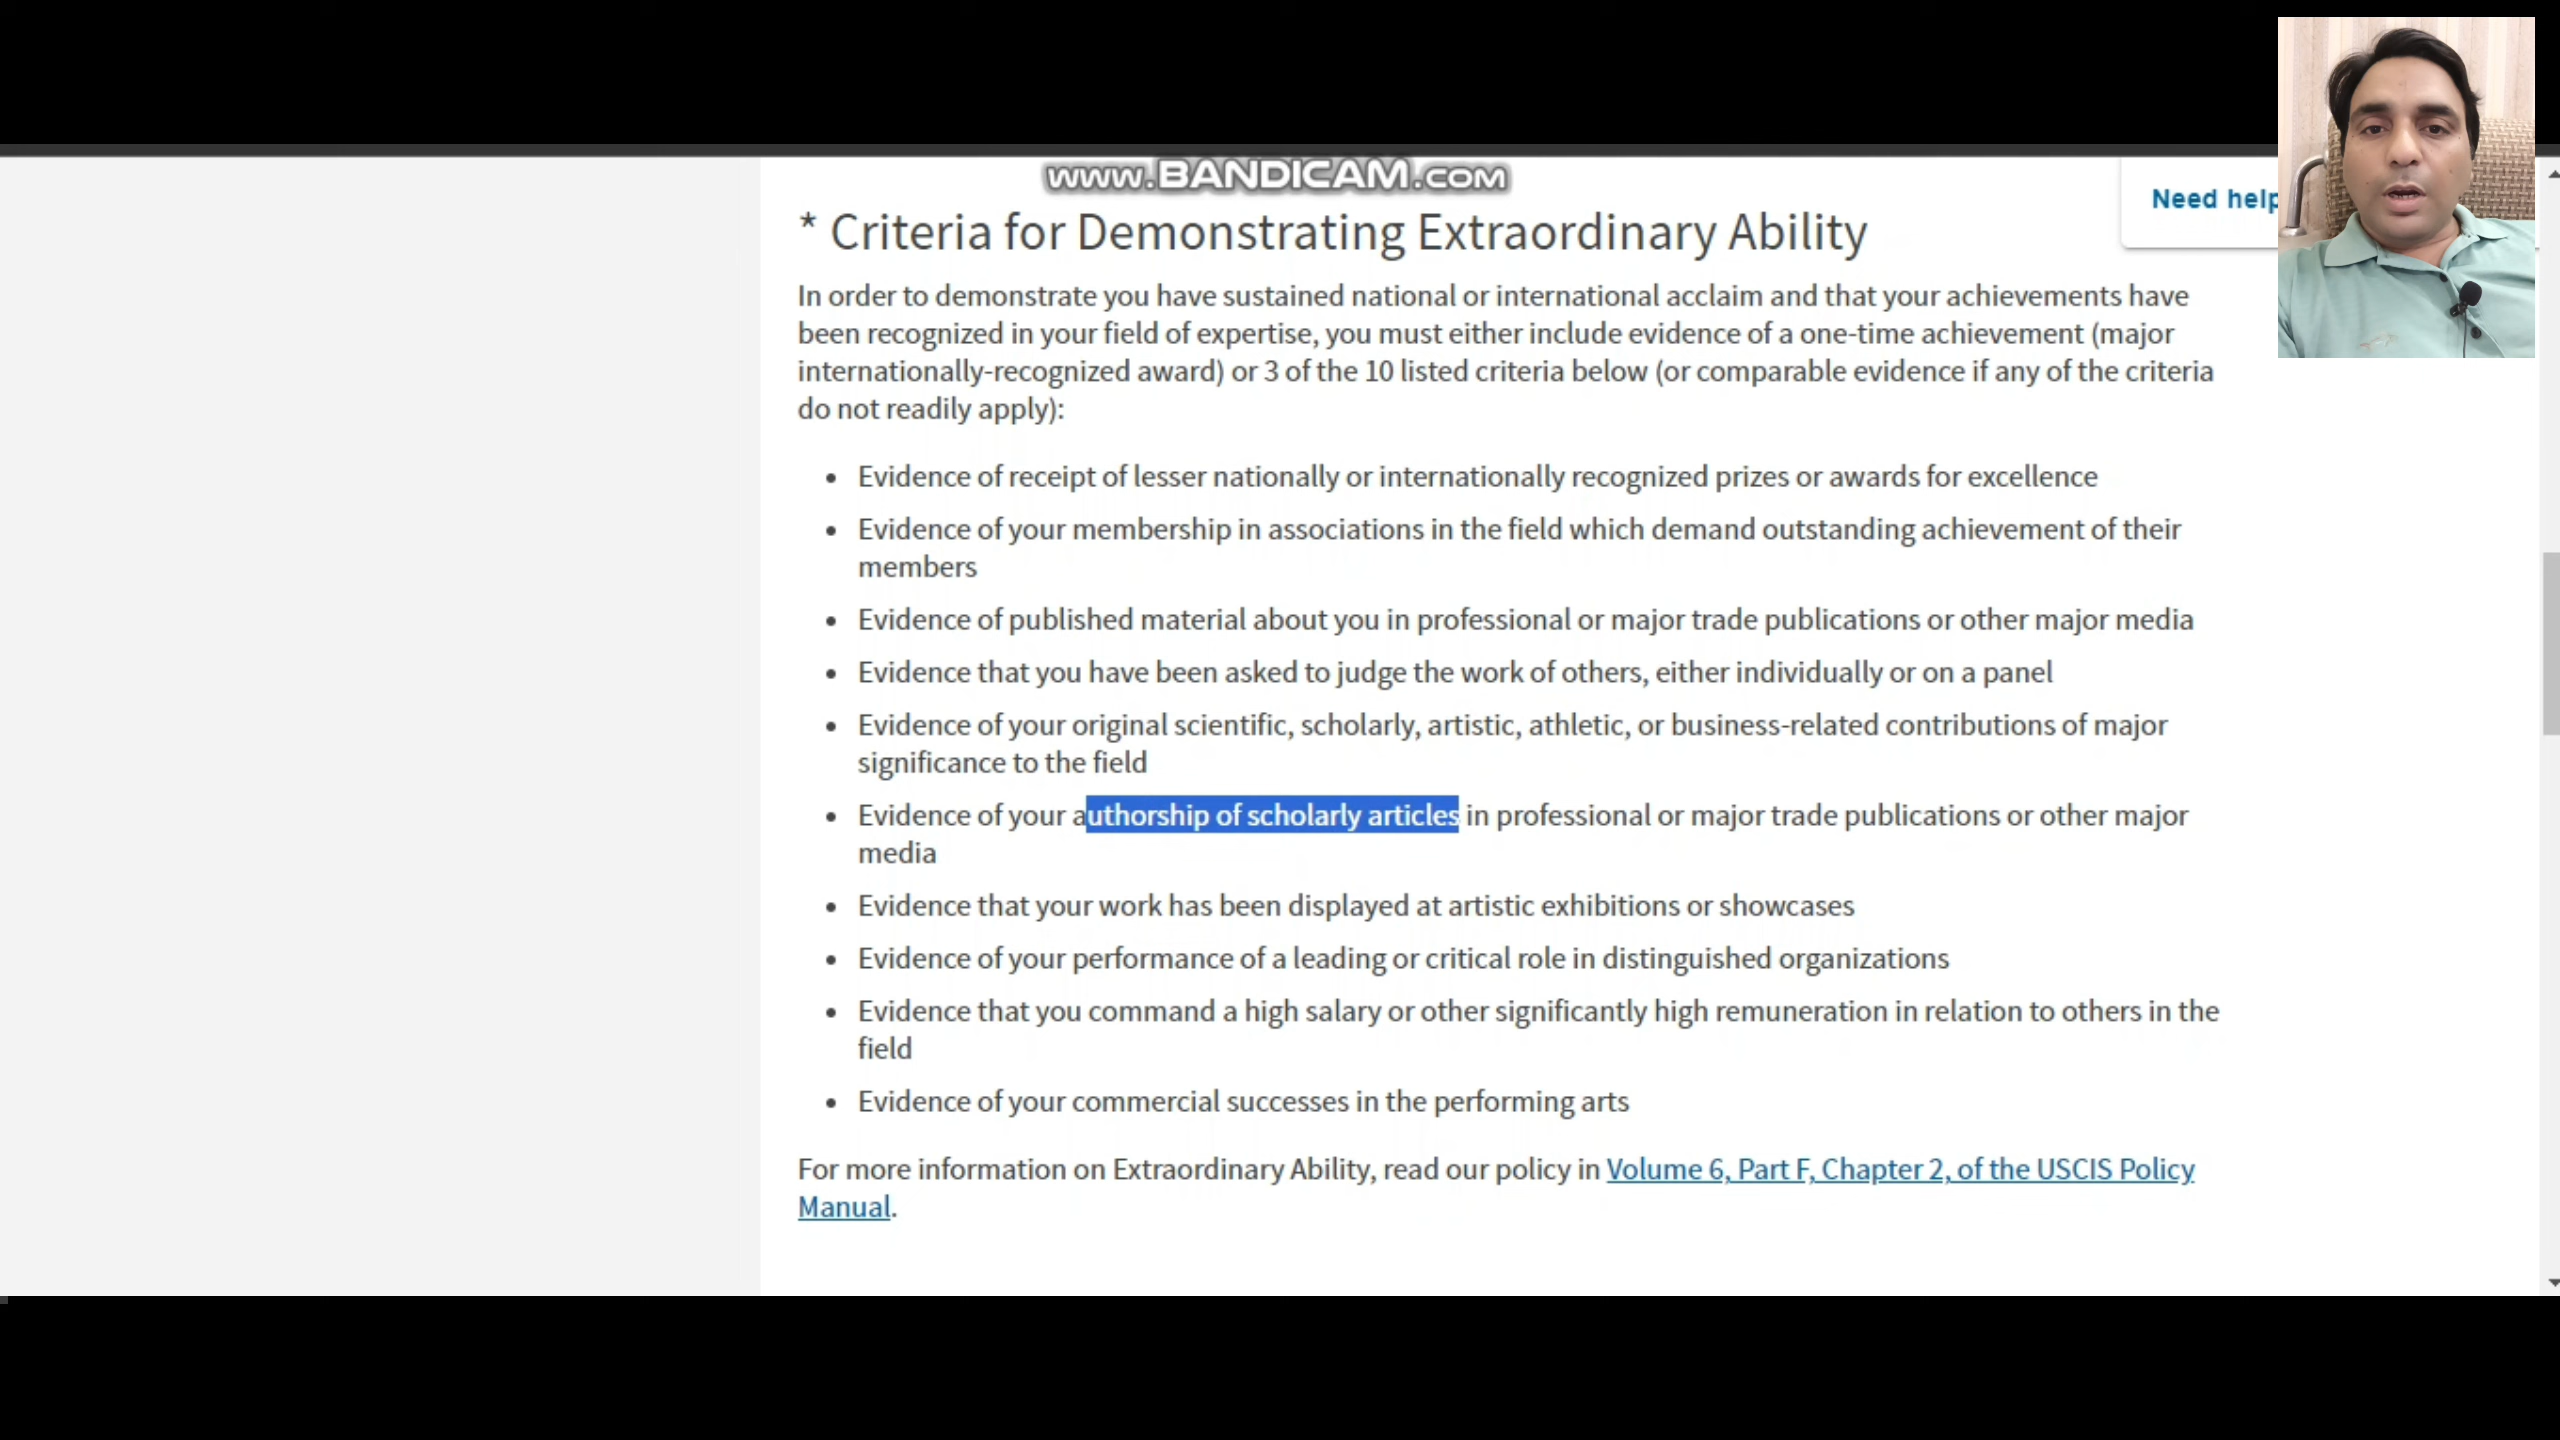 www.BANDICAM.com
Need help
* Criteria for Demonstrating Extraordinary Ability
In order to demonstrate you have sustained national or international acclaim and that your achievements have
been recognized in your field of expertise, you must either include evidence of a one-time achievement (major
internationally-recognized award) or 3 of the 10 listed criteria below (or comparable evidence if any of the criteria
do not readily apply):
• Evidence of receipt of lesser nationally or internationally recognized prizes or awards for excellence
• Evidence of your membership in associations in the field which demand outstanding achievement of their
members
• Evidence of published material about you in professional or major trade publications or other major media
• Evidence that you have been asked to judge the work of others, either individually or on a panel
• Evidence of your original scientific, scholarly, artistic, athletic, or business-related contributions of major
significance to the field
• Evidence of your authorship of scholarly articles in professional or major trade publications or other major
media
• Evidence that your work has been displayed at artistic exhibitions or showcases
• Evidence of your performance of a leading or critical role in distinguished organizations
• Evidence that you command a high salary or other significantly high remuneration in relation to others in the
field
• Evidence of your commercial successes in the performing arts
For more information on Extraordinary Ability, read our policy in Volume 6, Part F, Chapter 2, of the USCIS Policy
Manual.